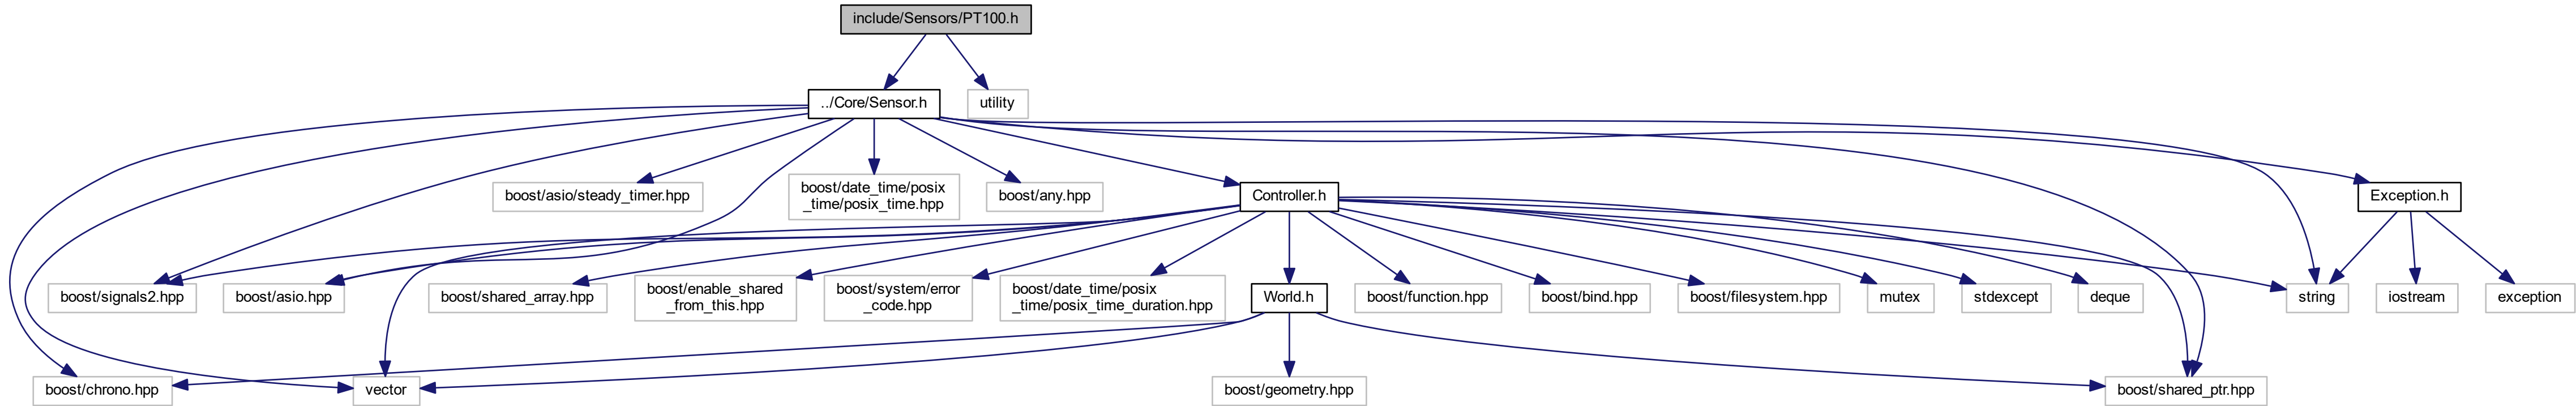 include/Sensors/PT100.h
../Core/Sensor.h
utility
boost/asio/steady_timer.hpp
boost/date_time/posix
_time/posix_time.hpp
boost/any.hpp
Controller.h
Exception.h
boost/signals2.hpp
boost/asio.hpp
boost/shared_array.hpp
boost/enable_shared
_from_this.hpp
boost/system/error
_code.hpp
boost/date_time/posix
_time/posix_time_duration.hpp
World.h
boost/function.hpp
boost/bind.hpp
boost/filesystem.hpp
mutex
stdexcept
deque
string
iostream
exception
boost/chrono.hpp
vector
boost/geometry.hpp
boost/shared_ptr.hpp